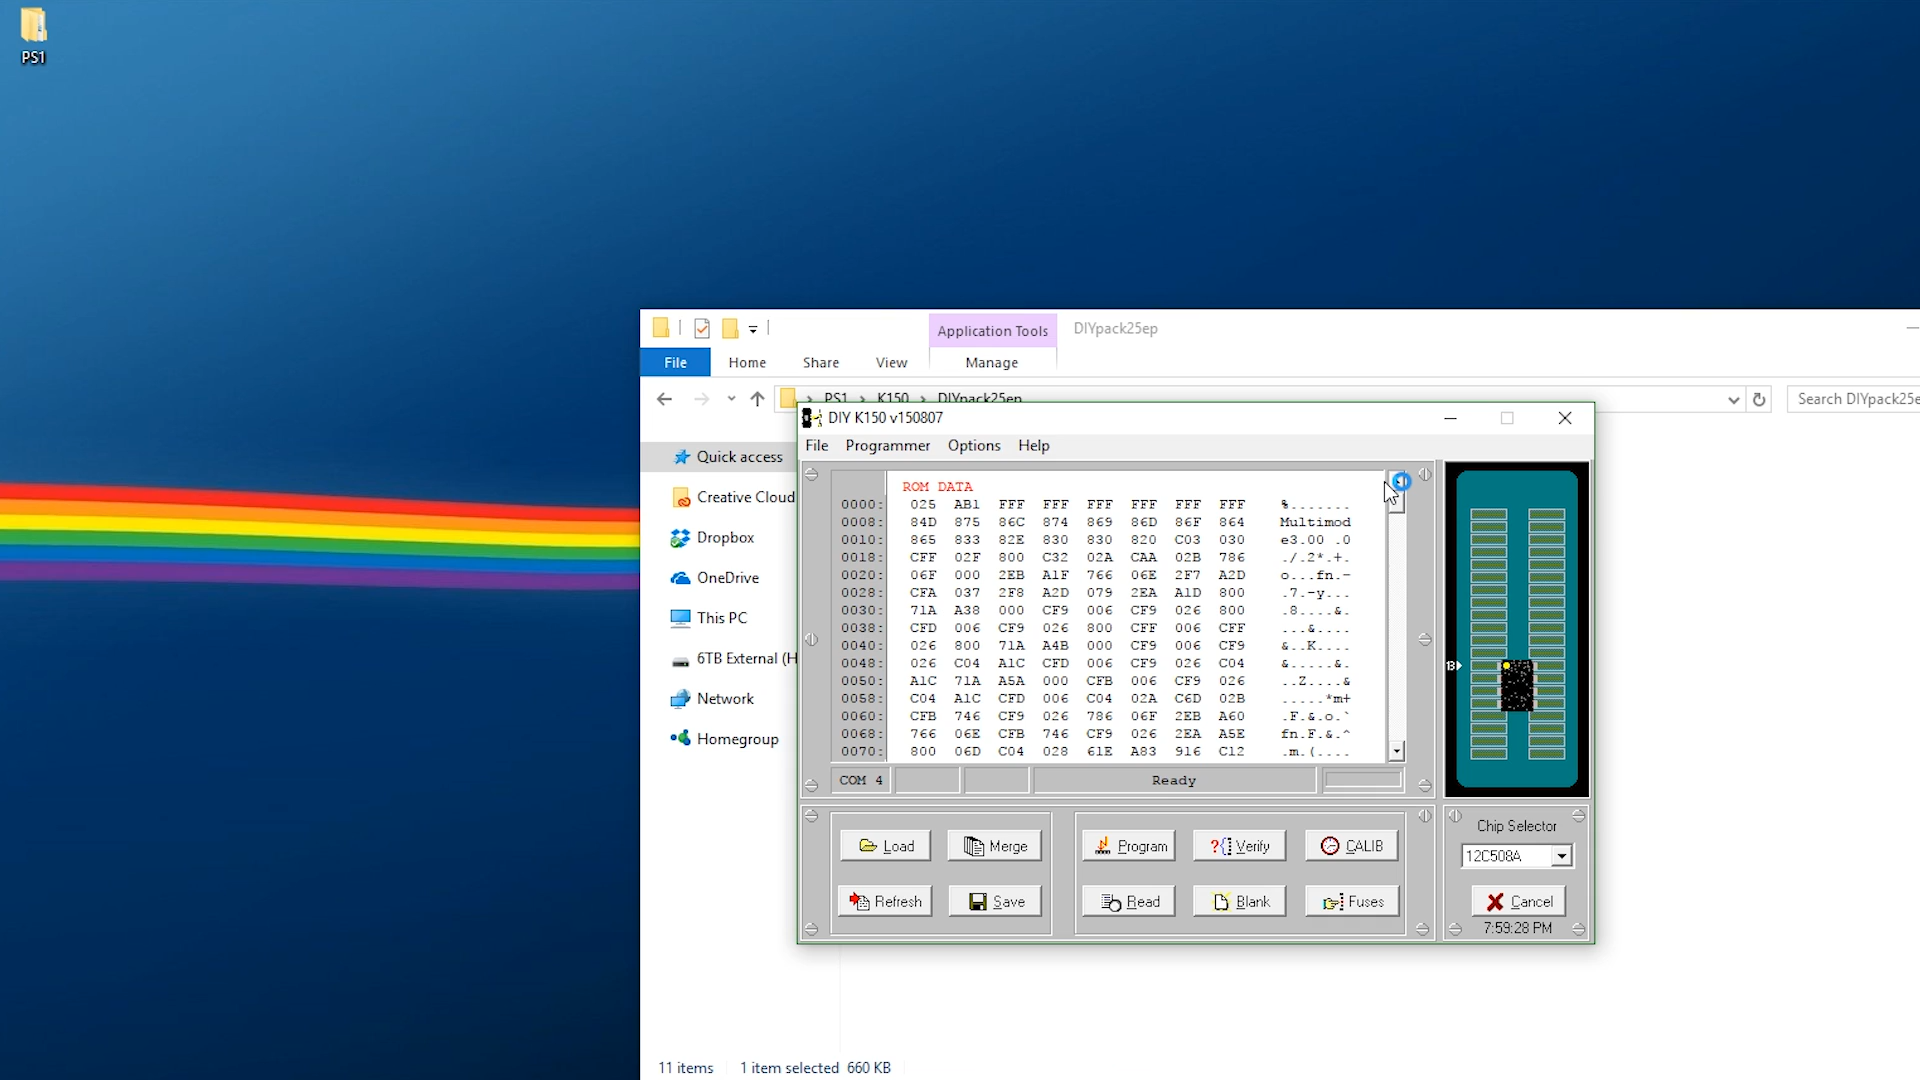 PS1
Application Tools
DIYpack25ep
File
Home
Share
View
Manage
PS1 › K150 › DIYpack25ep
Search DIYpack25e
Quick access
Creative Cloud
Dropbox
OneDrive
This PC
6TB External (H
Network
Homegroup
11 items
1 item selected 660 KB
DIY K150 v150807
File Programmer Options Help
ROM DATA
0000: 025 AB1 FFF FFF FFF FFF FFF FFF %.......
0008: 84D 875 86C 874 869 86D 86F 864 Multimod
0010: 865 833 82E 830 830 820 C03 030 e3.00 .0
0018: CFF 02F 800 C32 02A CAA 02B 786 ./.2*.+.
0020: 06F 000 2EB A1F 766 06E 2F7 A2D o...fn.-
0028: CFA 037 2F8 A2D 079 2EA A1D 800 .7.-y...
0030: 71A A38 000 CF9 006 CF9 026 800 .8....&.
0038: CFD 006 CF9 026 800 CFF 006 CFF ...&....
0040: 026 800 71A A4B 000 CF9 006 CF9 &..K....
0048: 026 C04 A1C CFD 006 CF9 026 C04 &.....&.
0050: A1C 71A A5A 000 CFB 006 CF9 026 ..Z....&
0058: C04 A1C CFD 006 C04 02A C6D 02B .....*m+
0060: CFB 746 CF9 026 786 06F 2EB A60 .F.&.o.`
0068: 766 06E CFB 746 CF9 026 2EA A5E fn.F.&.^
0070: 800 06D C04 028 61E A83 916 C12 .m.(....
COM 4
Ready
13
Load
Merge
Program
Verify
CALIB
Refresh
Save
Read
Blank
Fuses
Chip Selector
12C508A
Cancel
7:59:28 PM